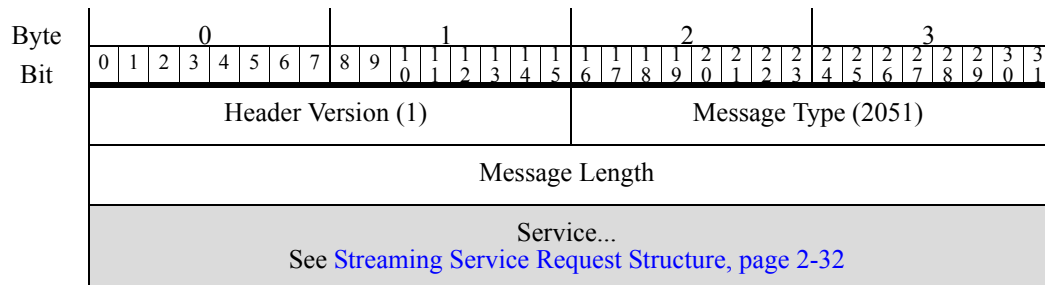 Byte 0 1 2 3
Bit 0 1 2 3 4 5 6 7 8 9 10 11 12 13 14 15 16 17 18 19 20 21 22 23 24 25 26 27 28 29 30 31
Header Version (1) Message Type (2051)
Message Length
Service...
See Streaming Service Request Structure, page 2-32